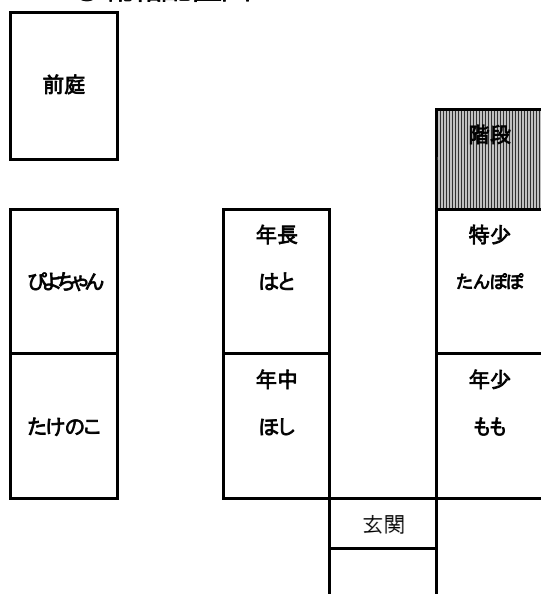 前庭
階段
ぴよちゃん
年長
はと
特少
たんぽぽ
たけのこ
年中
ほし
年少
もも
玄関